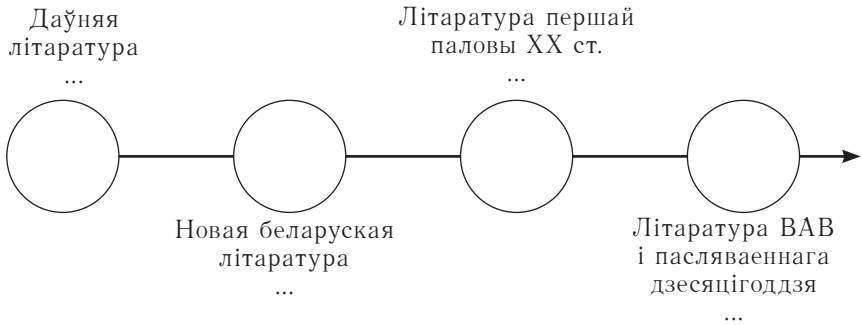 Даўняя
літаратура
...
Новая беларуская
літаратура
...
Літаратура першай
паловы XX ст.
...
Літаратура ВАВ
і пасляваеннага
дзесяцігоддзя
...